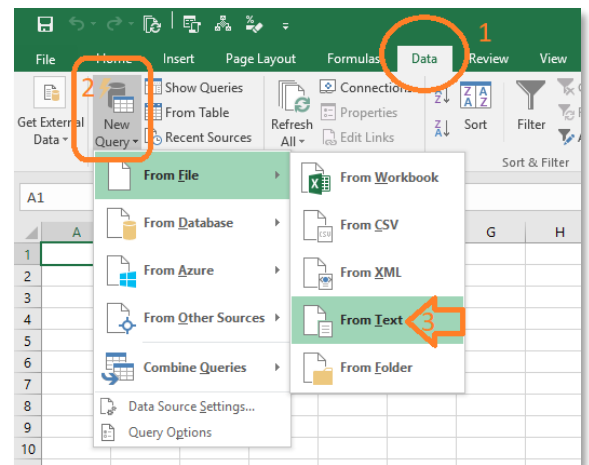 1
File Home Insert Page Layout Formulas Data Review View
2
Show Queries
From Table
Recent Sources
Get External Data
New Query
Refresh All
Connections
Properties
Edit Links
Z A
A Z
Sort
Filter
Sort & Filter
From File
From Database
From Azure
From Other Sources
Combine Queries
Data Source Settings...
Query Options
From Workbook
From CSV
From XML
From Text
3
From Folder
A1
A G H
1
2
3
4
5
6
7
8
9
10